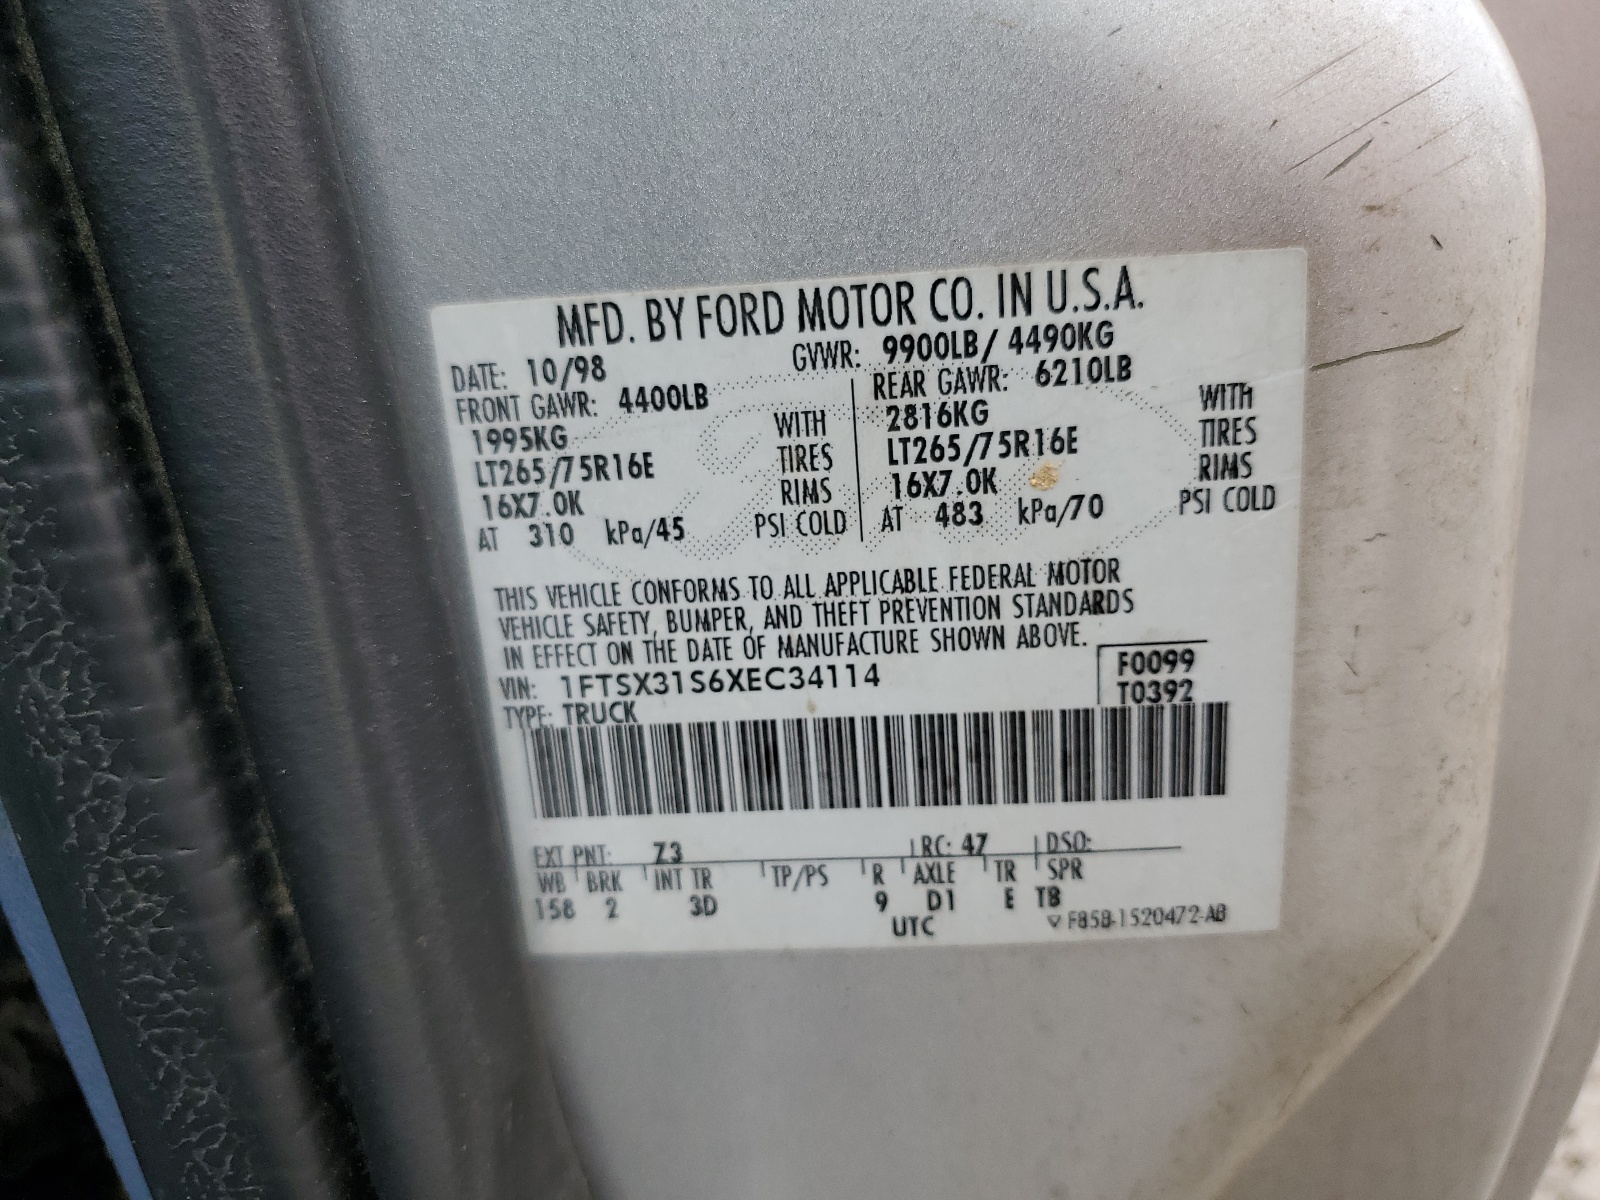 MFD. BY FORD MOTOR CO. IN U.S.A.
DATE: 10/98 GVWR: 9900LB/ 4490KG
FRONT GAWR: 4400LB REAR GAWR: 6210LB
1995KG WITH 2816KG WITH
LT265/75R16E TIRES LT265/75R16E TIRES
16X7.0K RIMS 16X7.0K RIMS
AT 310 kPa/45 PSI COLD AT 483 kPa/70 PSI COLD
THIS VEHICLE CONFORMS TO ALL APPLICABLE FEDERAL MOTOR
VEHICLE SAFETY, BUMPER, AND THEFT PREVENTION STANDARDS
IN EFFECT ON THE DATE OF MANUFACTURE SHOWN ABOVE.
VIN: 1FTSX31S6XEC34114 F0099
TYPE: TRUCK T0392
EXT PNT: Z3 RC: 47 DSO:
WB BRK INT TR TP/PS R AXLE TR SPR
158 2 3D 9 D1 E TB
UTC F85B-1520472-AB